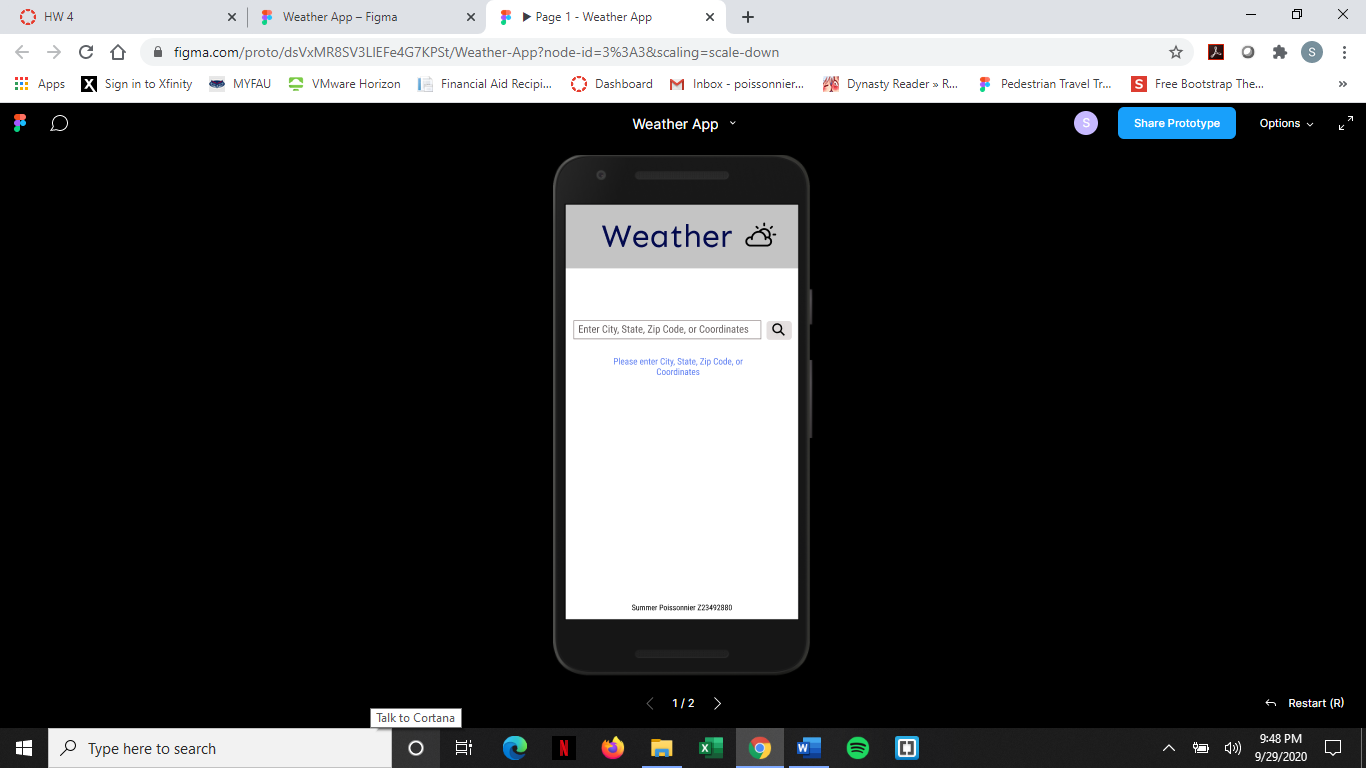 HW 4
Weather App – Figma
▶ Page 1 - Weather App
figma.com/proto/dsVxMR8SV3LlEFe4G7KPSt/Weather-App?node-id=3%3A3&scaling=scale-down
S
Apps
Sign in to Xfinity
MYFAU
VMware Horizon
Financial Aid Recipi...
Dashboard
Inbox - poissonnier...
Dynasty Reader » R...
Pedestrian Travel Tr...
S
Free Bootstrap The...
»
Weather App
S
Share Prototype
Options
Weather
Enter City, State, Zip Code, or Coordinates
Please enter City, State, Zip Code, or
Coordinates
Summer Poissonnier Z23492880
1 / 2
Restart (R)
Talk to Cortana
Type here to search
9:48 PM
9/29/2020